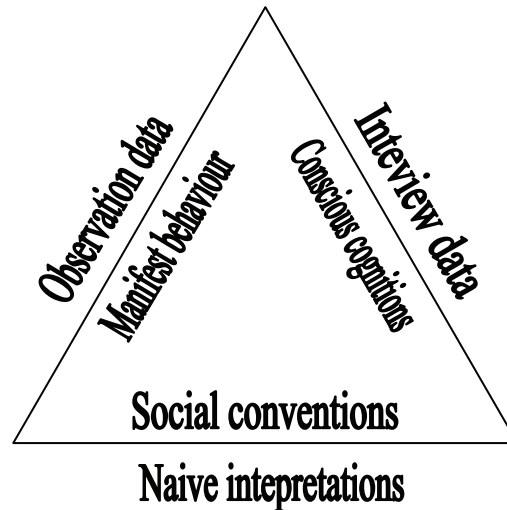 Observation data
Manifest behaviour
Conscious cognitions
Inteview data
Social conventions
Naive intepretations